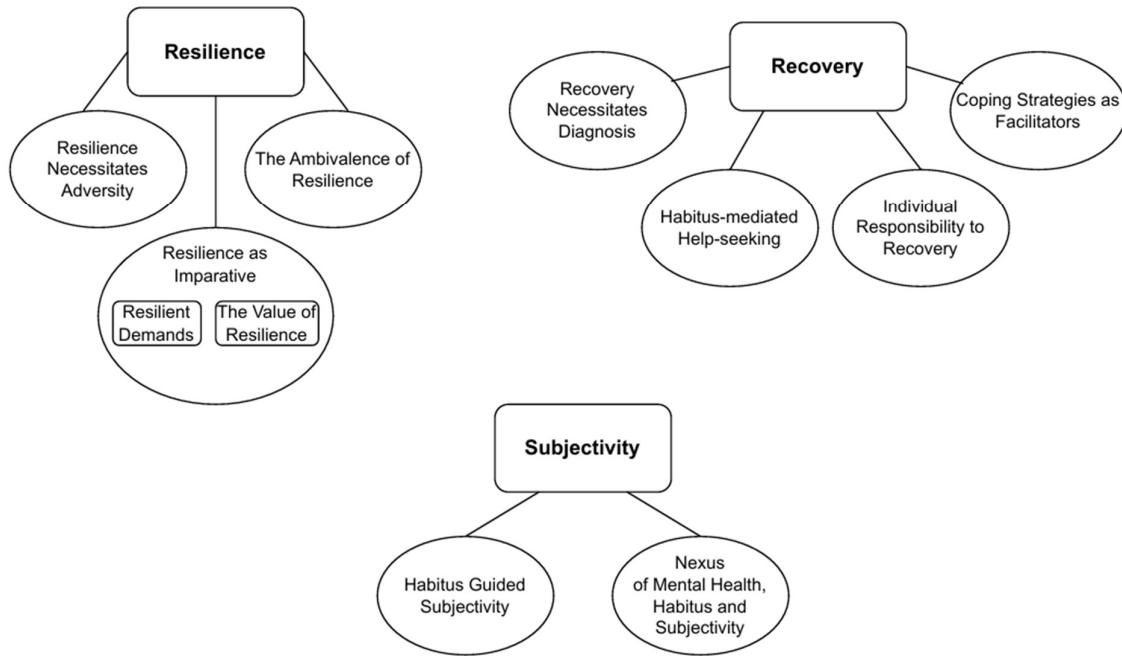 Resilience
Resilience
Necessitates
Adversity
The Ambivalence of
Resilience
Resilience as
Imparative
Resilient
Demands
The Value of
Resilience
Recovery
Recovery
Necessitates
Diagnosis
Habitus-mediated
Help-seeking
Individual
Responsibility to
Recovery
Coping Strategies as
Facilitators
Subjectivity
Habitus Guided
Subjectivity
Nexus
of Mental Health,
Habitus and
Subjectivity